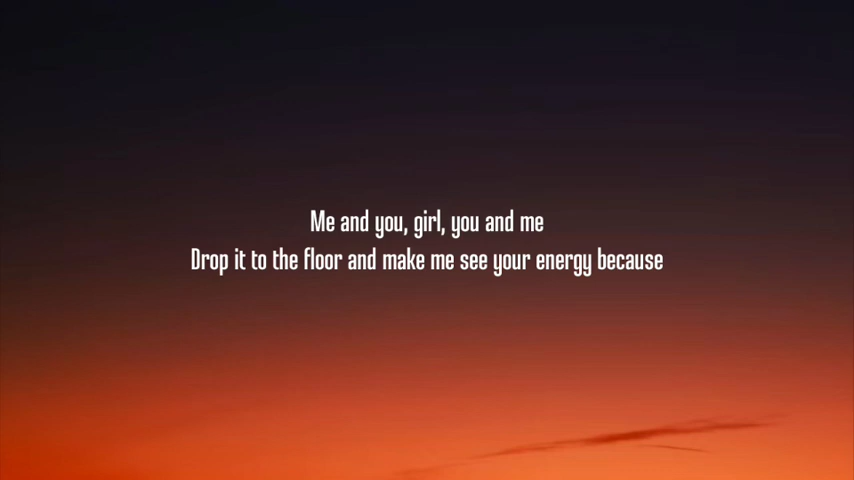 Me and you, girl, you and me
Drop it to the floor and make me see your energy because